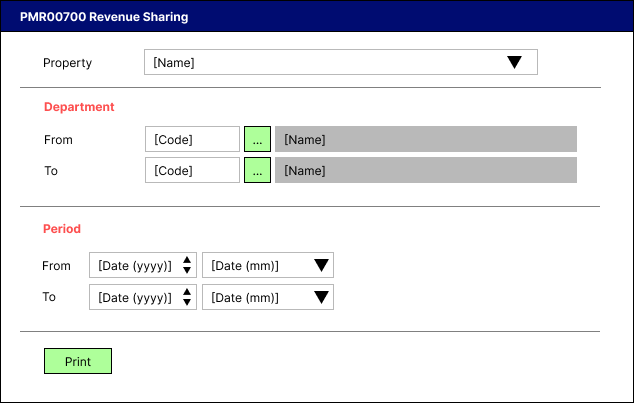 PMR00700 Revenue Sharing
Property [Name]
Department
From [Code] ... [Name]
To [Code] ... [Name]
Period
From [Date (yyyy)] [Date (mm)]
To [Date (yyyy)] [Date (mm)]
Print